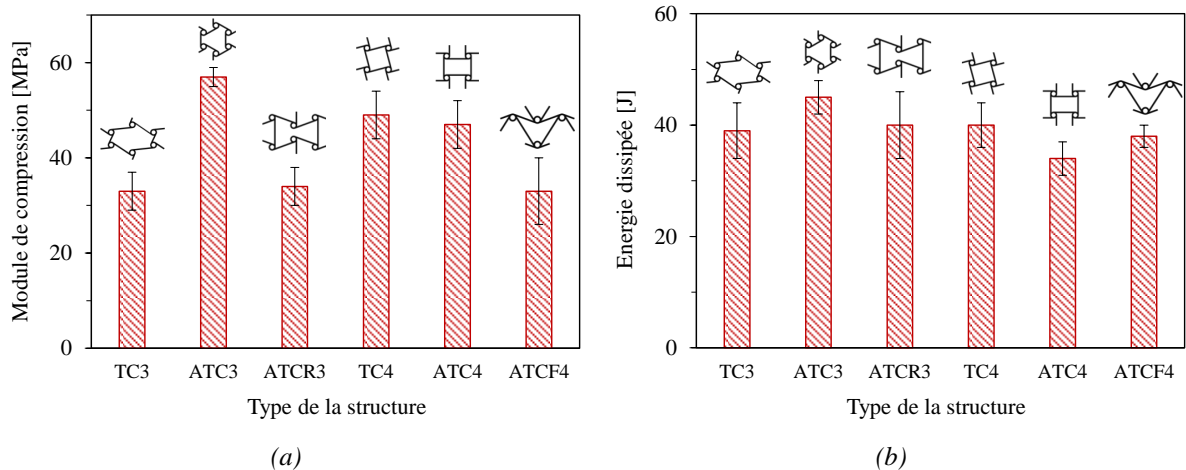 Module de compression [MPa]
60
40
20
0
TC3 ATC3 ATCR3 TC4 ATC4 ATCF4
Type de la structure
(a)
Energie dissipée [J]
60
40
20
0
TC3 ATC3 ATCR3 TC4 ATC4 ATCF4
Type de la structure
(b)